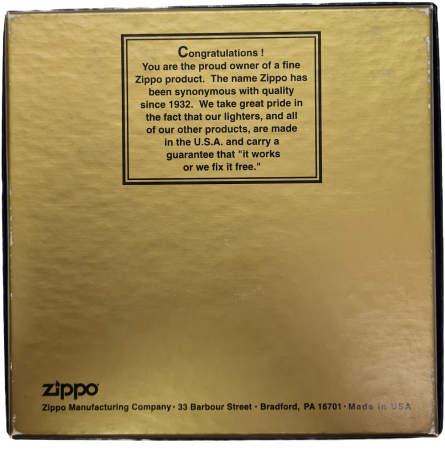 Congratulations !
You are the proud owner of a fine
Zippo product. The name Zippo has
been synonymous with quality
since 1932. We take great pride in
the fact that our lighters, and all
of our other products, are made
in the U.S.A. and carry a
guarantee that "it works
or we fix it free."
zippo
Zippo Manufacturing Company · 33 Barbour Street · Bradford, PA 16701 · Made in USA